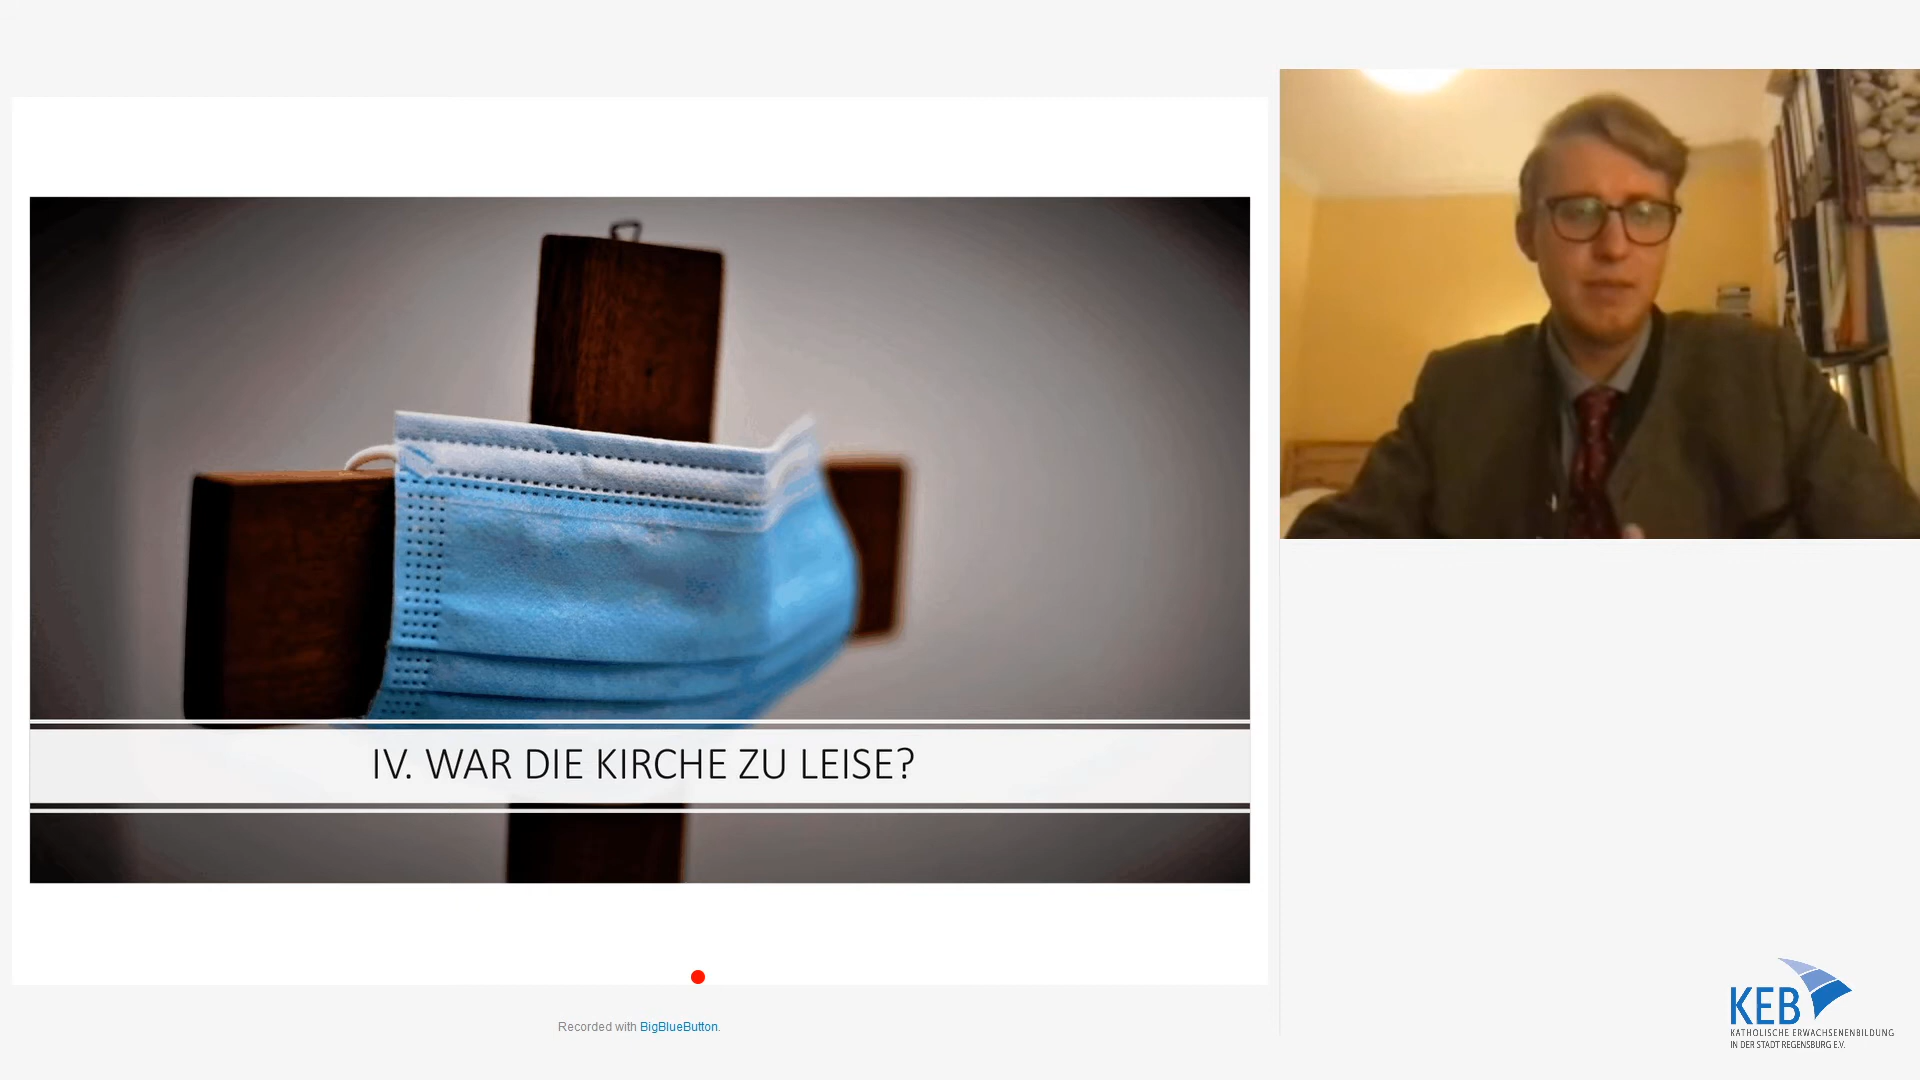 IV. WAR DIE KIRCHE ZU LEISE?
Recorded with BigBlueButton.
KEB
KATHOLISCHE ERWACHSENENBILDUNG
IN DER STADT REGENSBURG E.V.